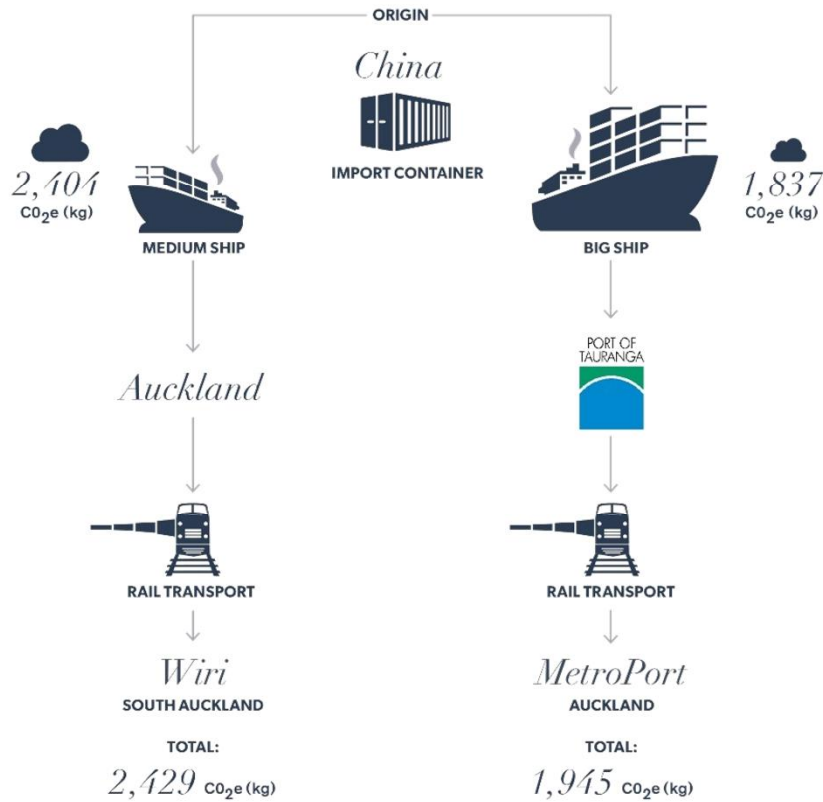 ORIGIN
China
IMPORT CONTAINER
2,404
C0₂e (kg)
MEDIUM SHIP
1,837
C0₂e (kg)
BIG SHIP
Auckland
PORT OF
TAURANGA
RAIL TRANSPORT
RAIL TRANSPORT
Wiri
SOUTH AUCKLAND
MetroPort
AUCKLAND
TOTAL:
2,429 C0₂e (kg)
TOTAL:
1,945 C0₂e (kg)